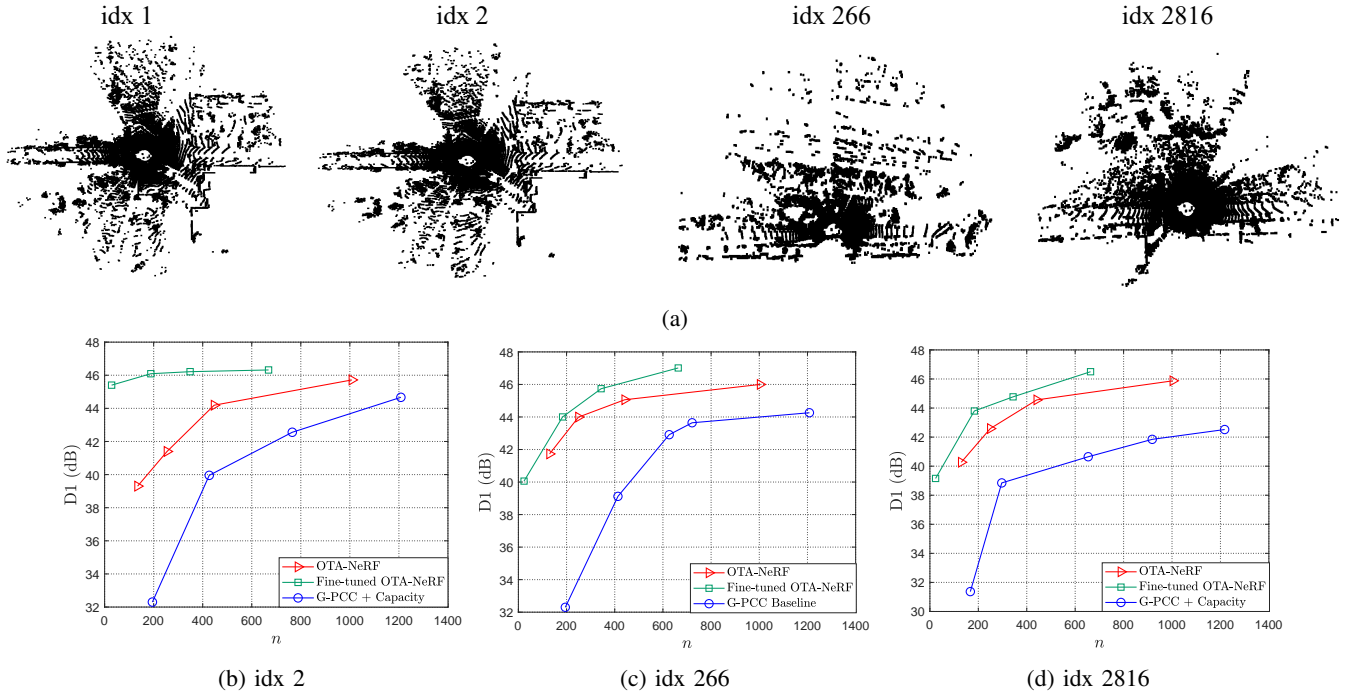 idx 1 idx 2 idx 266 idx 2816
(a)
48
46
44
42
40
38
36
34
32
0 200 400 600 800 1000 1200 1400
D1 (dB)
n
OTA-NeRF
Fine-tuned OTA-NeRF
G-PCC + Capacity
(b) idx 2
48
46
44
42
40
38
36
34
32
0 200 400 600 800 1000 1200 1400
D1 (dB)
n
OTA-NeRF
Fine-tuned OTA-NeRF
G-PCC Baseline
(c) idx 266
48
46
44
42
40
38
36
34
32
30
0 200 400 600 800 1000 1200 1400
D1 (dB)
n
OTA-NeRF
Fine-tuned OTA-NeRF
G-PCC + Capacity
(d) idx 2816